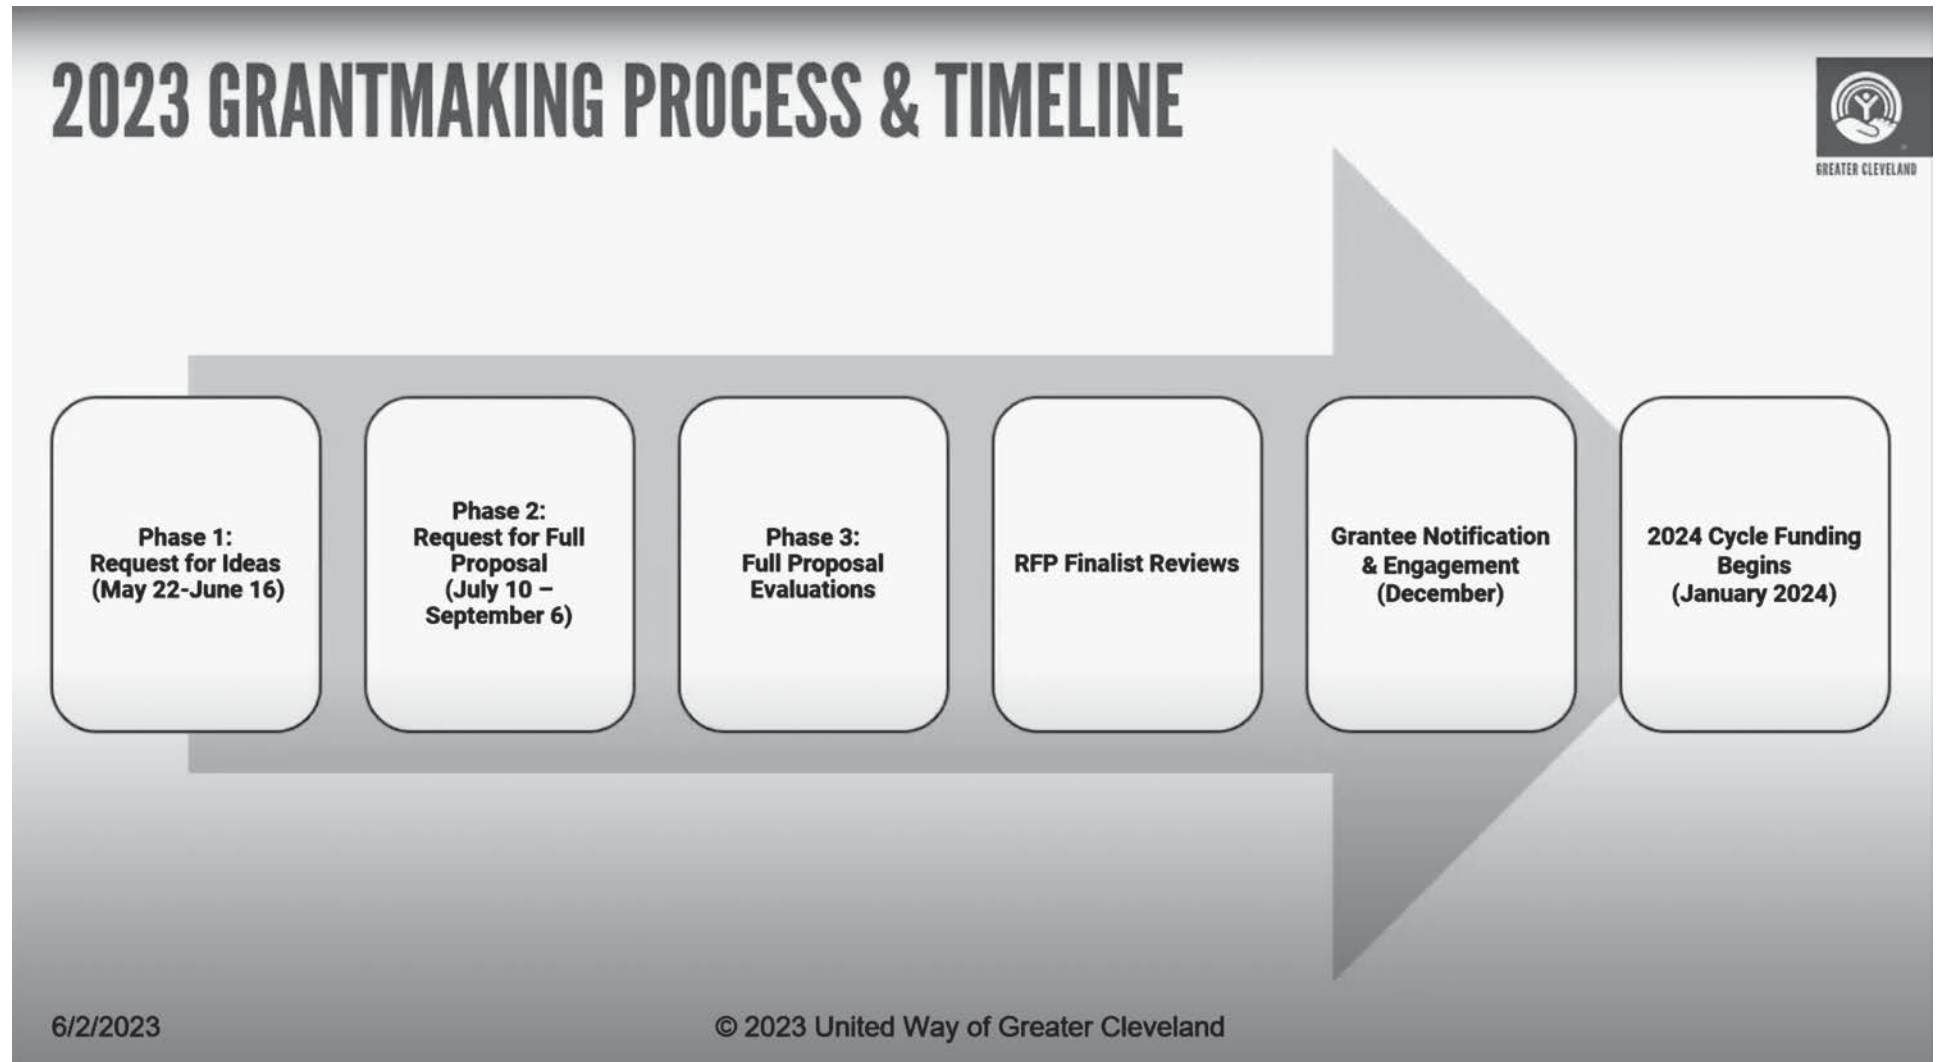 2023 GRANTMAKING PROCESS & TIMELINE
GREATER CLEVELAND
Phase 1:
Request for Ideas
(May 22-June 16)
Phase 2:
Request for Full
Proposal
(July 10 –
September 6)
Phase 3:
Full Proposal
Evaluations
RFP Finalist Reviews
Grantee Notification
& Engagement
(December)
2024 Cycle Funding
Begins
(January 2024)
6/2/2023
© 2023 United Way of Greater Cleveland